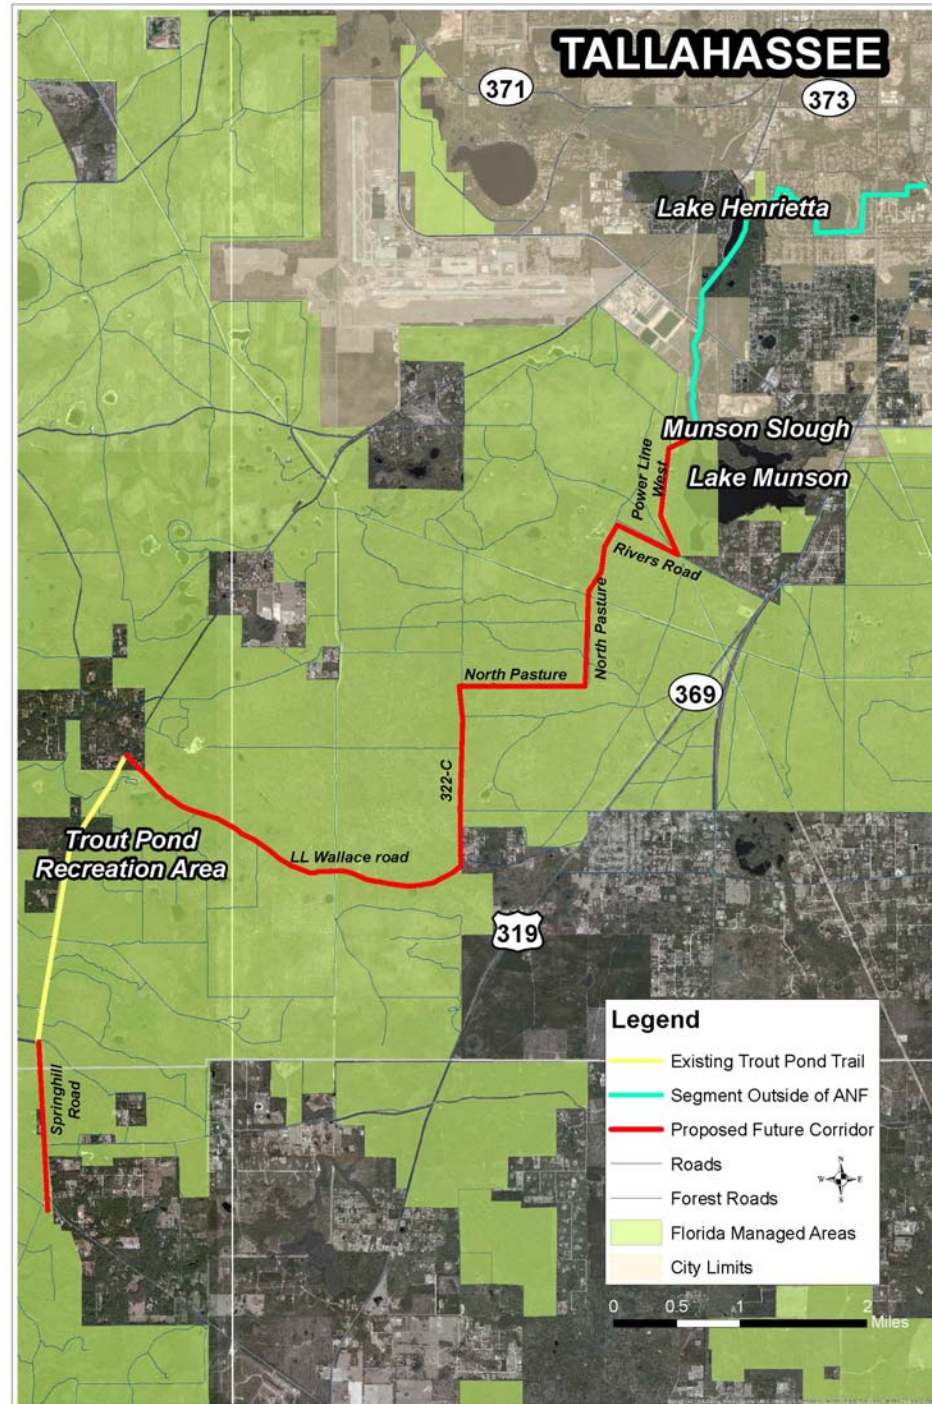 TALLAHASSEE
371
373
Lake Henrietta
Munson Slough
Lake Munson
Power Line
West
Rivers Road
North Pasture
North Pasture
369
322-C
Trout Pond
Recreation Area
LL Wallace road
319
Springhill
Road
Legend
Existing Trout Pond Trail
Segment Outside of ANF
Proposed Future Corridor
Roads
Forest Roads
Florida Managed Areas
City Limits
N
W E
S
0 0.5 1 2
Miles